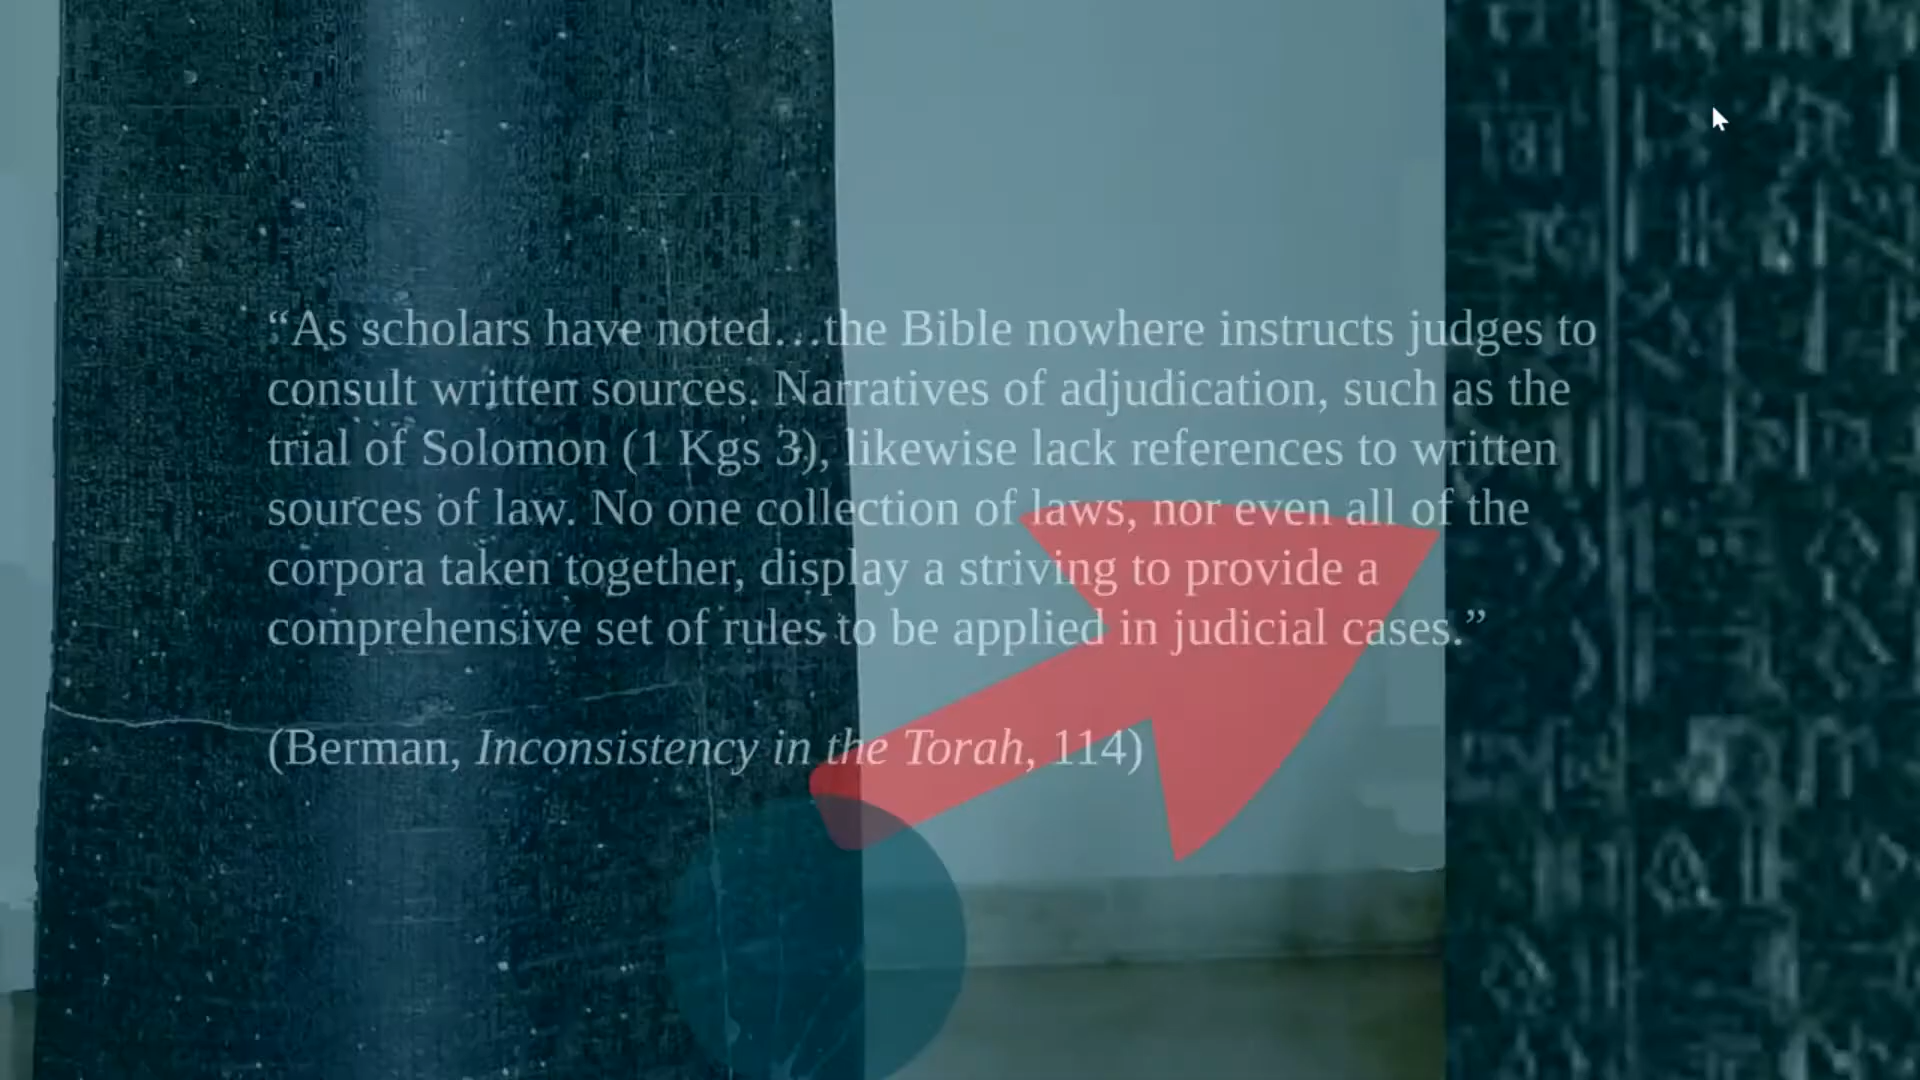 “As scholars have noted…the Bible nowhere instructs judges to
consult written sources. Narratives of adjudication, such as the
trial of Solomon (1 Kgs 3), likewise lack references to written
sources of law. No one collection of laws, nor even all of the
corpora taken together, display a striving to provide a
comprehensive set of rules to be applied in judicial cases.”
(Berman, Inconsistency in the Torah, 114)